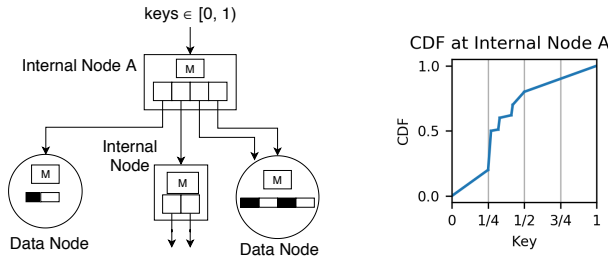 keys ∈ [0, 1)
Internal Node A
M
Internal
Node
M
M
M
Data Node
Data Node
CDF at Internal Node A
1.0
0.5
0.0
CDF
0
1/4
1/2
3/4
1
Key